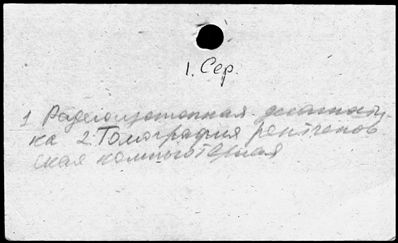 1. Сер.
1 Радиоизотопная диагности-
ка 2. Томография рентгенов
ская компьютерная